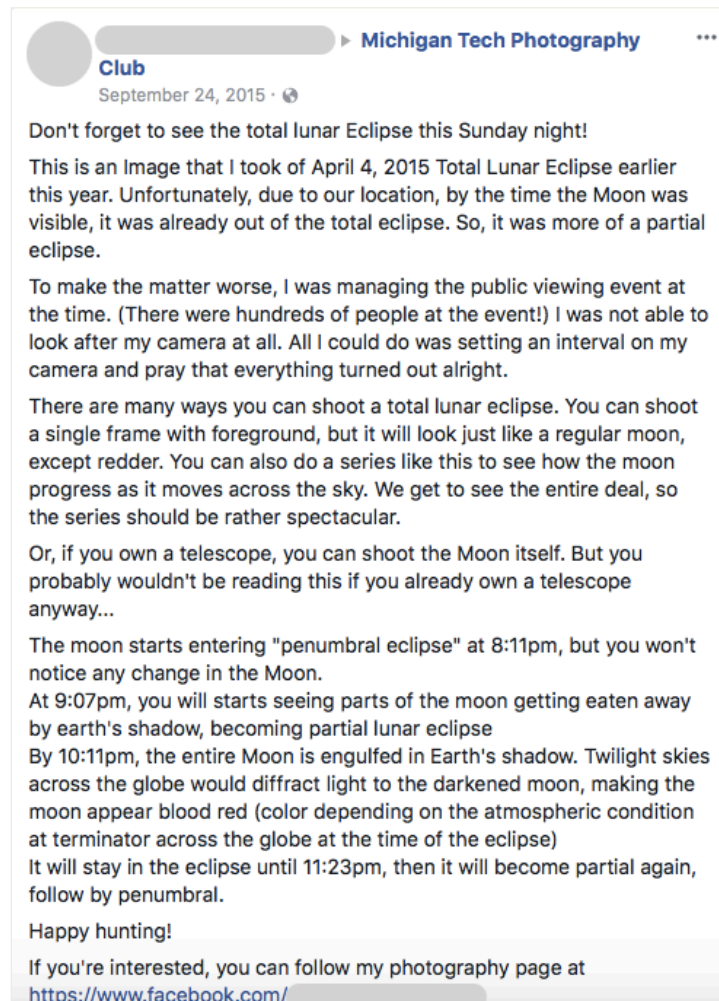 Michigan Tech Photography
Club
September 24, 2015 ·
Don't forget to see the total lunar Eclipse this Sunday night!
This is an Image that I took of April 4, 2015 Total Lunar Eclipse earlier
this year. Unfortunately, due to our location, by the time the Moon was
visible, it was already out of the total eclipse. So, it was more of a partial
eclipse.
To make the matter worse, I was managing the public viewing event at
the time. (There were hundreds of people at the event!) I was not able to
look after my camera at all. All I could do was setting an interval on my
camera and pray that everything turned out alright.
There are many ways you can shoot a total lunar eclipse. You can shoot
a single frame with foreground, but it will look just like a regular moon,
except redder. You can also do a series like this to see how the moon
progress as it moves across the sky. We get to see the entire deal, so
the series should be rather spectacular.
Or, if you own a telescope, you can shoot the Moon itself. But you
probably wouldn't be reading this if you already own a telescope
anyway...
The moon starts entering "penumbral eclipse" at 8:11pm, but you won't
notice any change in the Moon.
At 9:07pm, you will starts seeing parts of the moon getting eaten away
by earth's shadow, becoming partial lunar eclipse
By 10:11pm, the entire Moon is engulfed in Earth's shadow. Twilight skies
across the globe would diffract light to the darkened moon, making the
moon appear blood red (color depending on the atmospheric condition
at terminator across the globe at the time of the eclipse)
It will stay in the eclipse until 11:23pm, then it will become partial again,
follow by penumbral.
Happy hunting!
If you're interested, you can follow my photography page at
https://www.facebook.com/